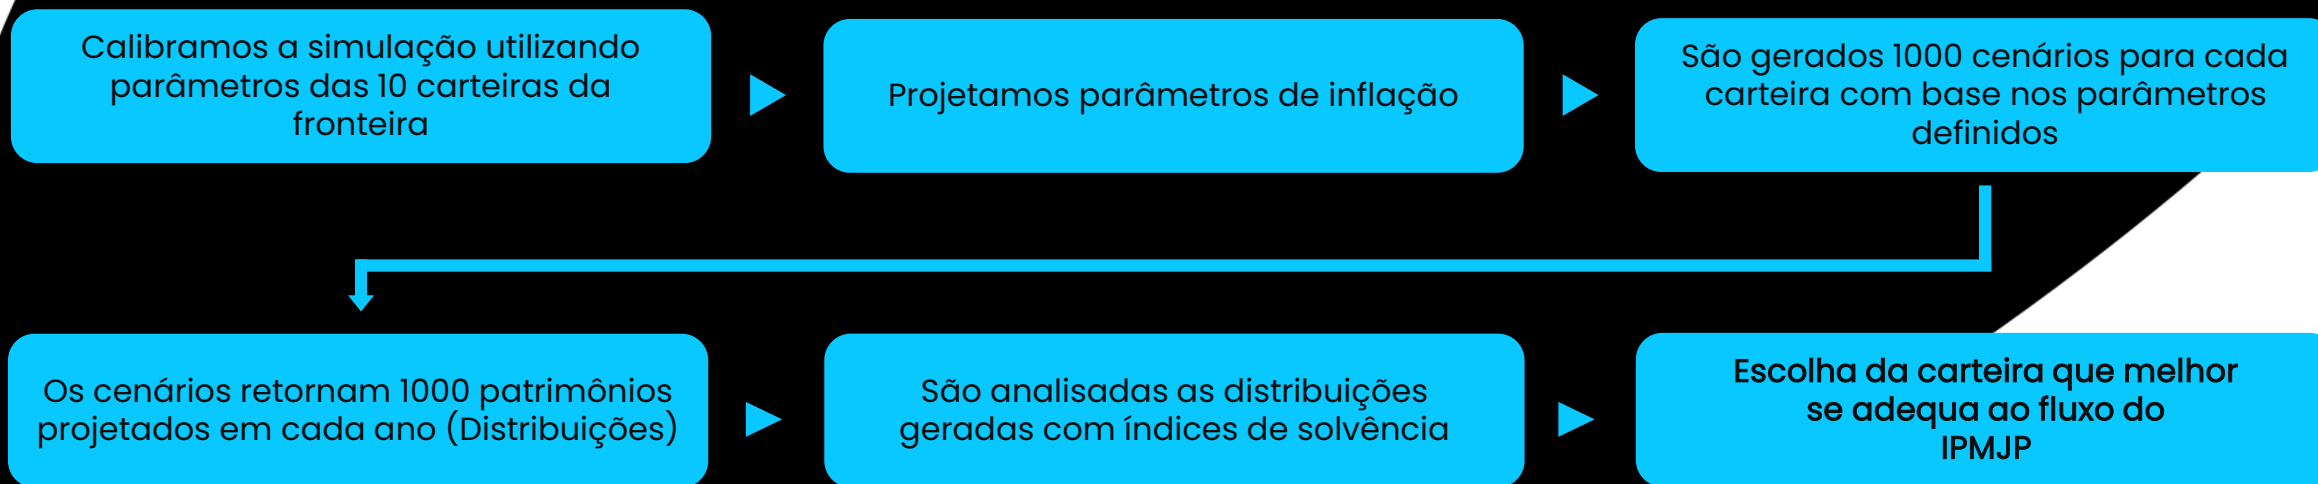 Calibramos a simulação utilizando
parâmetros das 10 carteiras da
fronteira
Projetamos parâmetros de inflação
São gerados 1000 cenários para cada
carteira com base nos parâmetros
definidos
Os cenários retornam 1000 patrimônios
projetados em cada ano (Distribuições)
São analisadas as distribuições
geradas com índices de solvência
Escolha da carteira que melhor
se adequa ao fluxo do
IPMJP